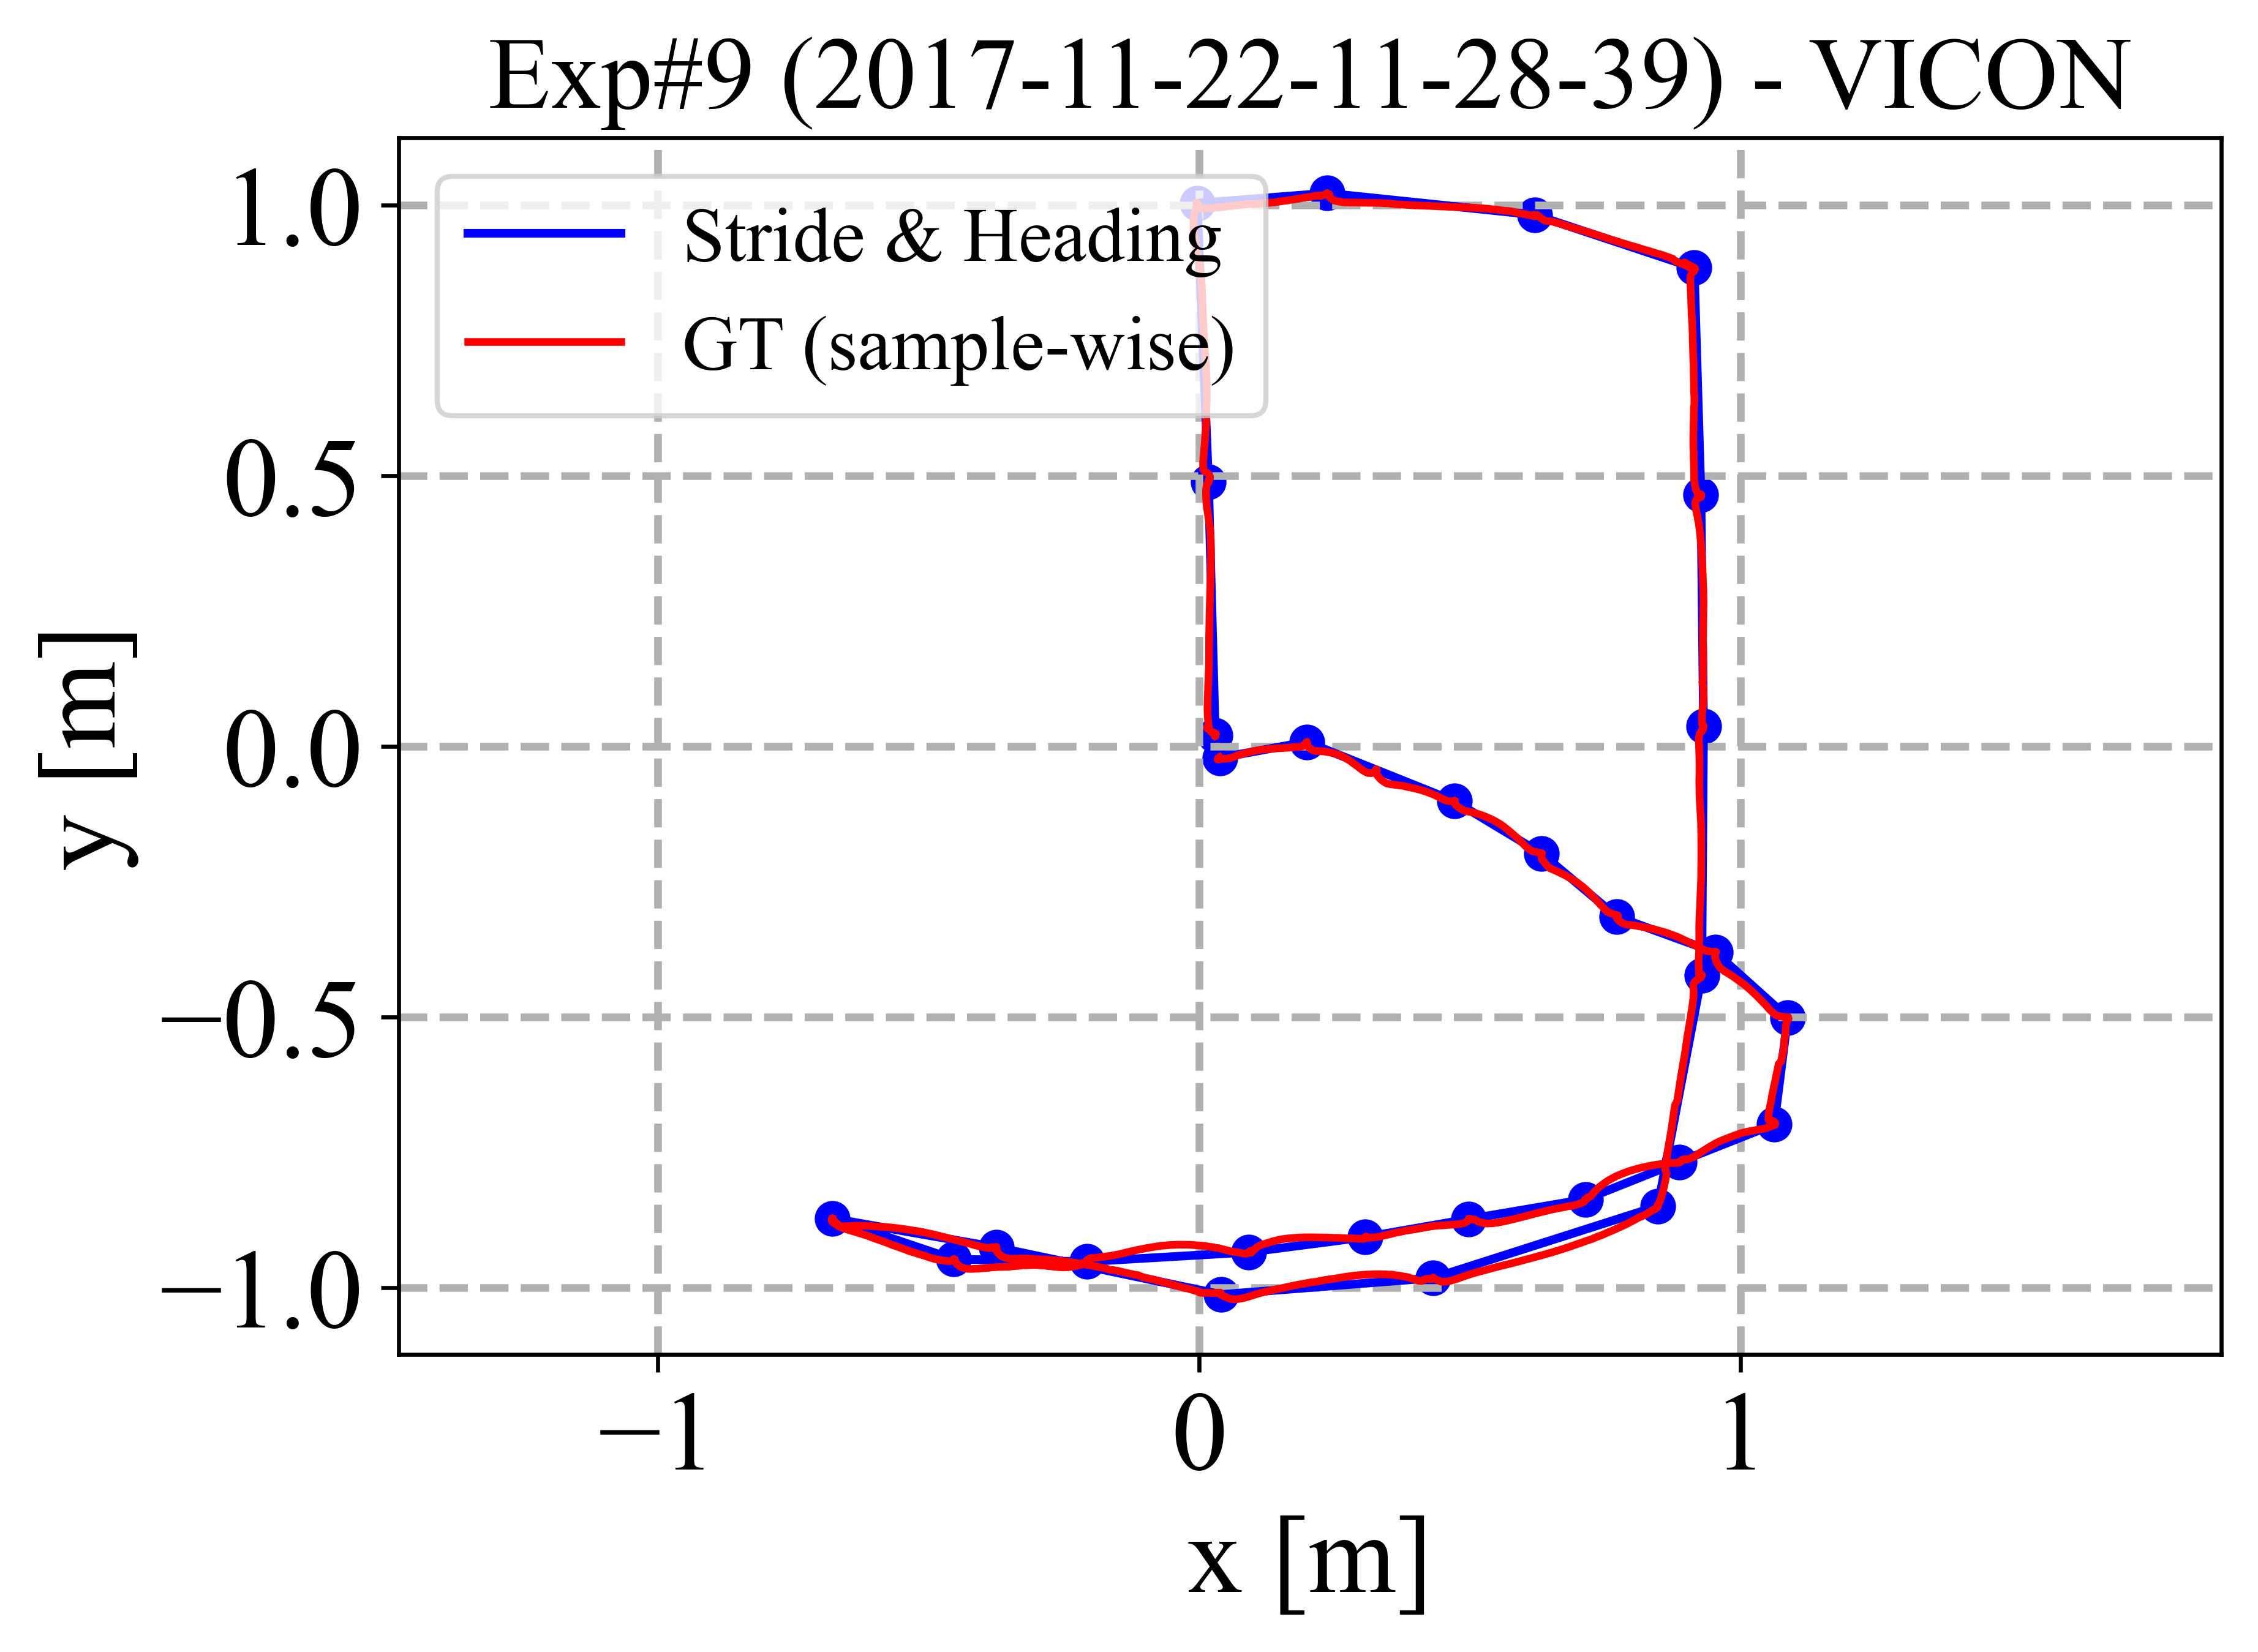 Exp#9 (2017-11-22-11-28-39) - VICON
Stride & Heading
GT (sample-wise)
y [m]
1.0
0.5
0.0
−0.5
−1.0
−1
0
1
x [m]